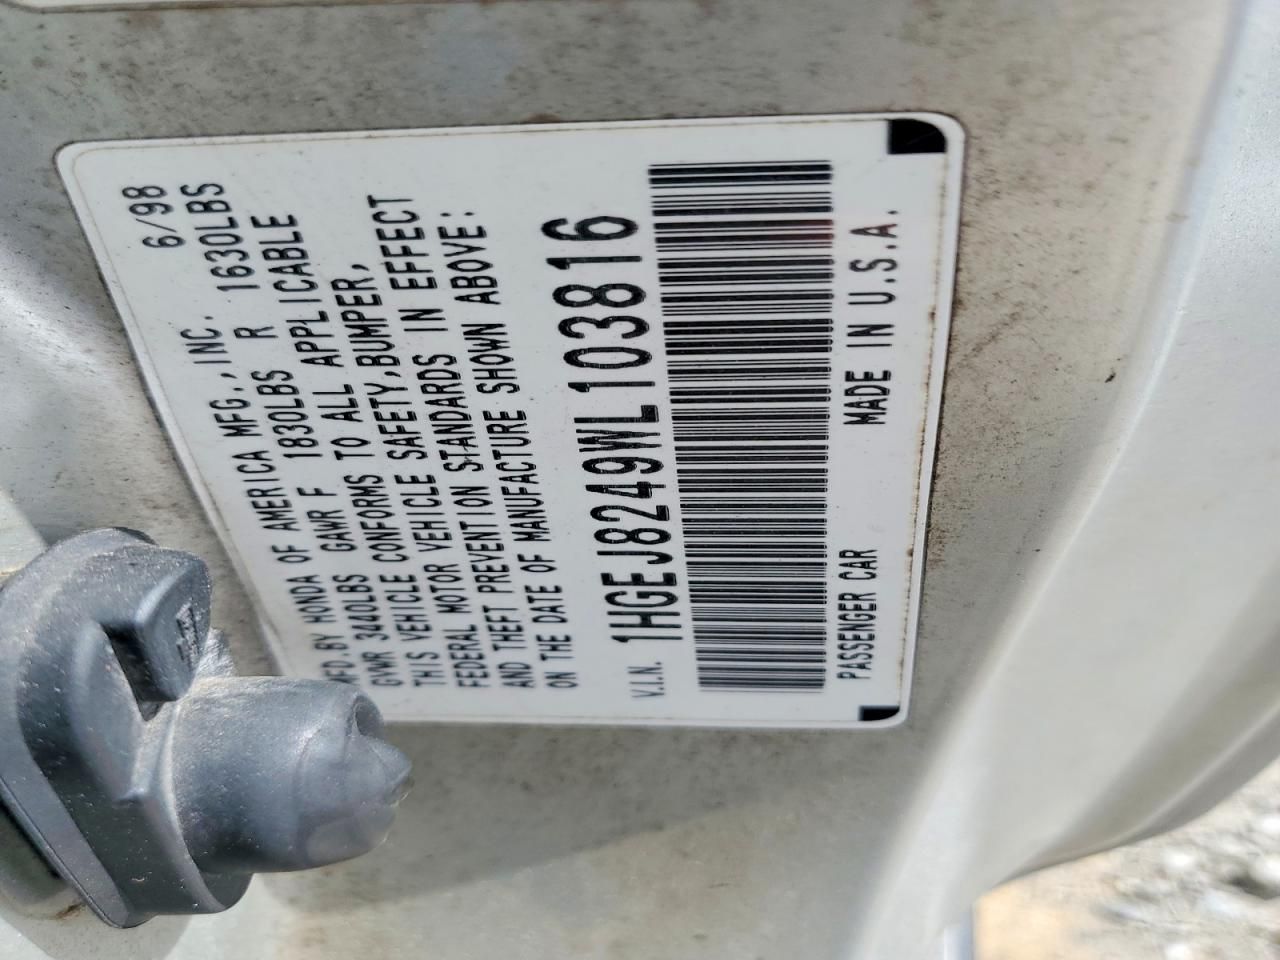 MFD.BY HONDA OF AMERICA MFG.,INC. 6/98
GVWR 3440LBS GAWR F 1830LBS R 1630LBS
THIS VEHICLE CONFORMS TO ALL APPLICABLE
FEDERAL MOTOR VEHICLE SAFETY,BUMPER,
AND THEFT PREVENTION STANDARDS IN EFFECT
ON THE DATE OF MANUFACTURE SHOWN ABOVE:
V.I.N. 1HGEJ8249WL103816
PASSENGER CAR MADE IN U.S.A.